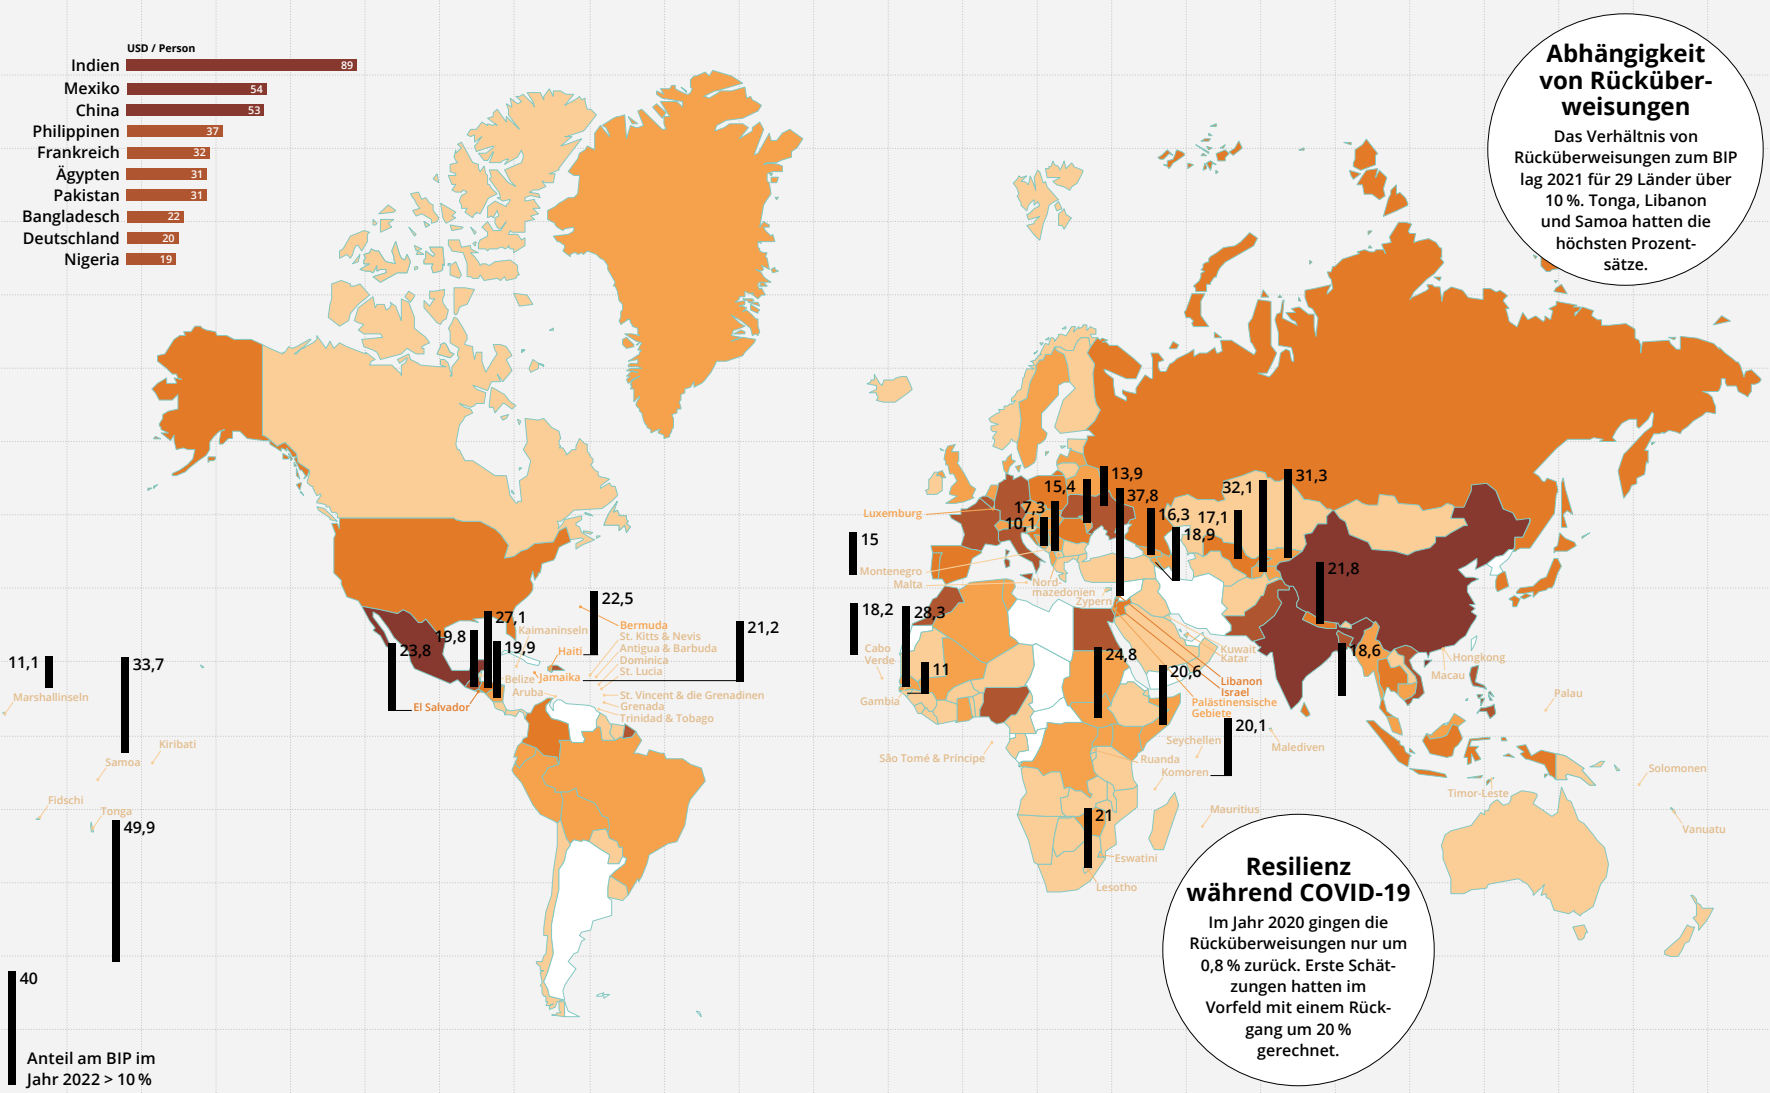 USD / Person
Indien 89
Mexiko 54
China 53
Philippinen 37
Frankreich 32
Ägypten 31
Pakistan 31
Bangladesch 22
Deutschland 20
Nigeria 19
Abhängigkeit
von Rücküber-
weisungen
Das Verhältnis von
Rücküberweisungen zum BIP
lag 2021 für 29 Länder über
10 %. Tonga, Libanon
und Samoa hatten die
höchsten Prozent-
sätze.
13,9
15,4
37,8
17,3
10,1
16,3
18,9
17,1
32,1
31,3
21,8
18,6
Luxemburg
15
Montenegro
Malta
Nord-
mazedonien
Zypern
18,2
28,3
Cabo
Verde
11
Gambia
24,8
20,6
Kuwait
Katar
Libanon
Israel
Palästinensische
Gebiete
20,1
Seychellen
Malediven
São Tomé & Príncipe
Ruanda
Komoren
Mauritius
21
Eswatini
Lesotho
Hongkong
Macau
Palau
Solomonen
Timor-Leste
Vanuatu
22,5
27,1
19,8
19,9
23,8
21,2
Kaimaninseln
Bermuda
St. Kitts & Nevis
Antigua & Barbuda
Dominica
St. Lucia
Haiti
Jamaika
Belize
Aruba
El Salvador
St. Vincent & die Grenadinen
Grenada
Trinidad & Tobago
11,1
33,7
Marshallinseln
Kiribati
Samoa
Fidschi
Tonga
49,9
40
Anteil am BIP im
Jahr 2022 > 10 %
Resilienz
während COVID-19
Im Jahr 2020 gingen die
Rücküberweisungen nur um
0,8 % zurück. Erste Schät-
zungen hatten im
Vorfeld mit einem Rück-
gang um 20 %
gerechnet.